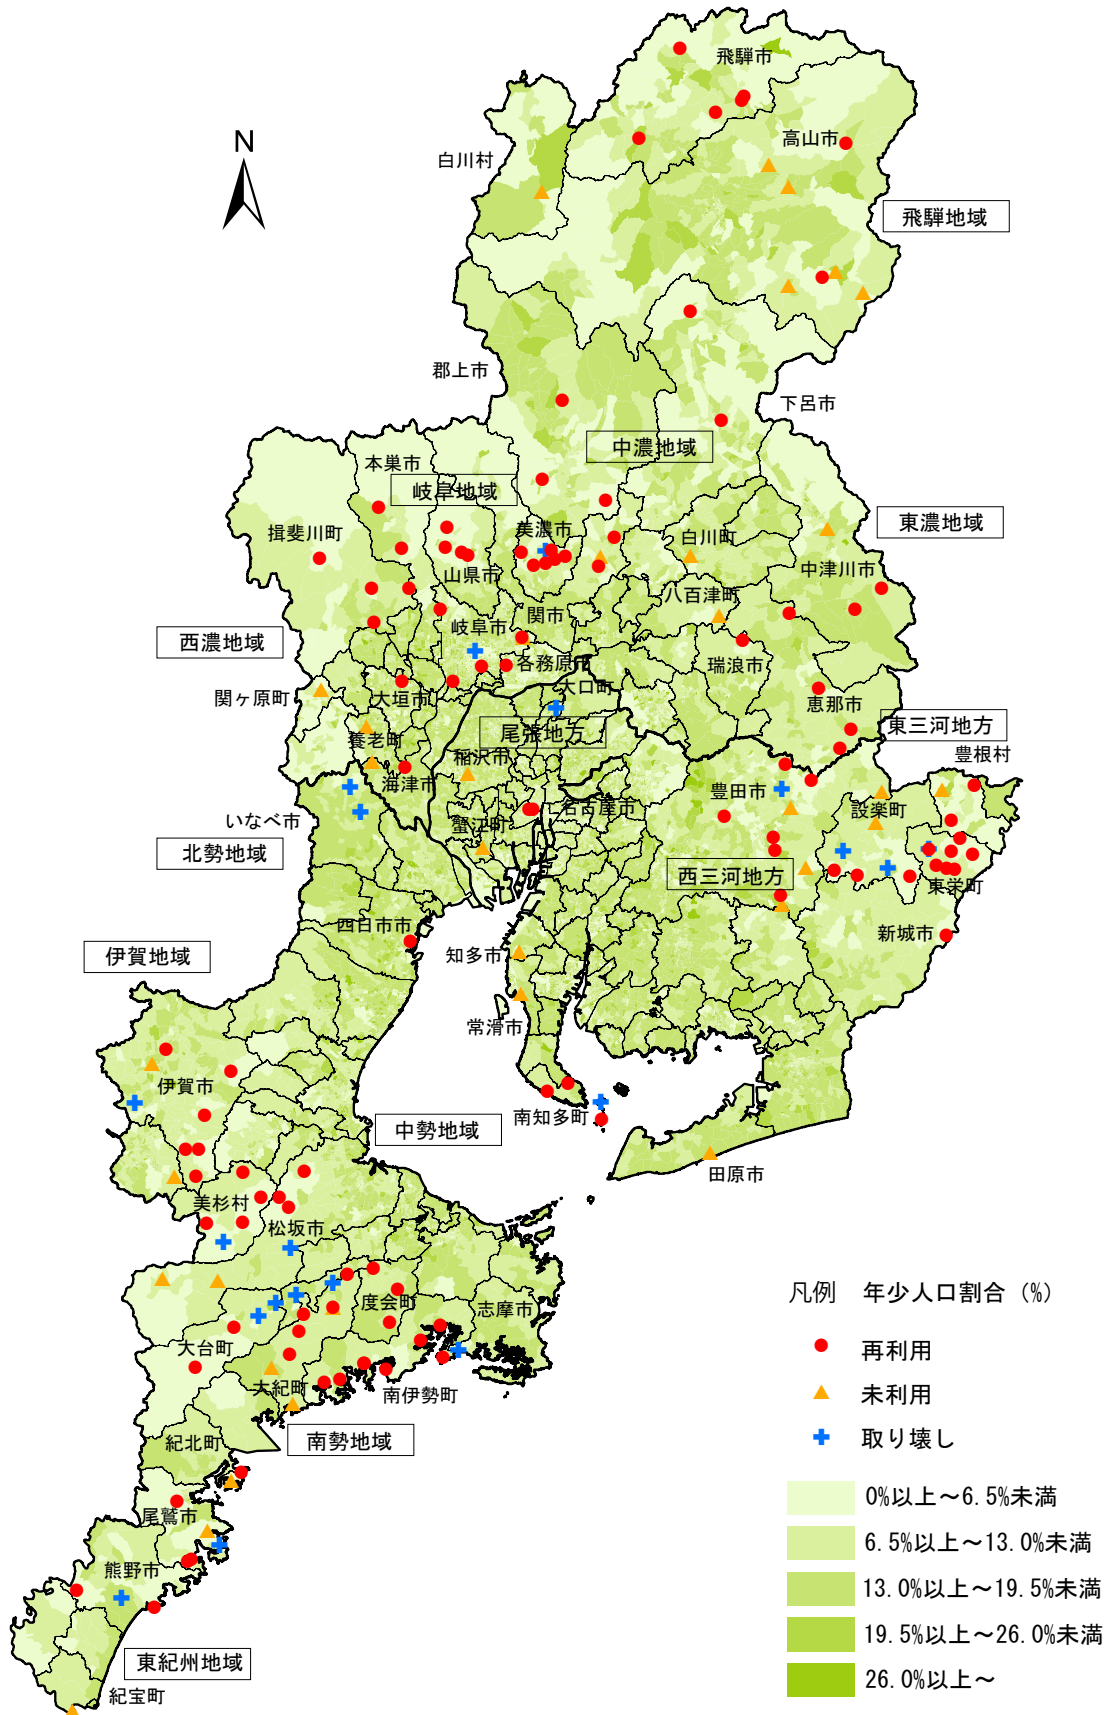 飛騨市
N
高山市
白川村
飛騨地域
郡上市
下呂市
中濃地域
本巣市
岐阜地域
東濃地域
揖斐川町
美濃市
白川町
山県市
中津川市
八百津町
関市
岐阜市
西濃地域
各務原市
瑞浪市
関ヶ原町
大垣市
大口町
恵那市
東三河地方
尾張地方
養老町
稲沢市
豊根村
海津市
豊田市
名古屋市
設楽町
いなべ市
蟹江町
北勢地域
西三河地方
東栄町
四日市市
新城市
伊賀地域
知多市
常滑市
伊賀市
南知多町
中勢地域
田原市
美杉村
松坂市
凡例 年少人口割合 (%)
度会町
志摩市
大台町
再利用
大紀町
南伊勢町
未利用
紀北町
南勢地域
取り壊し
0%以上～6.5%未満
尾鷲市
6.5%以上～13.0%未満
熊野市
13.0%以上～19.5%未満
19.5%以上～26.0%未満
東紀州地域
26.0%以上～
紀宝町